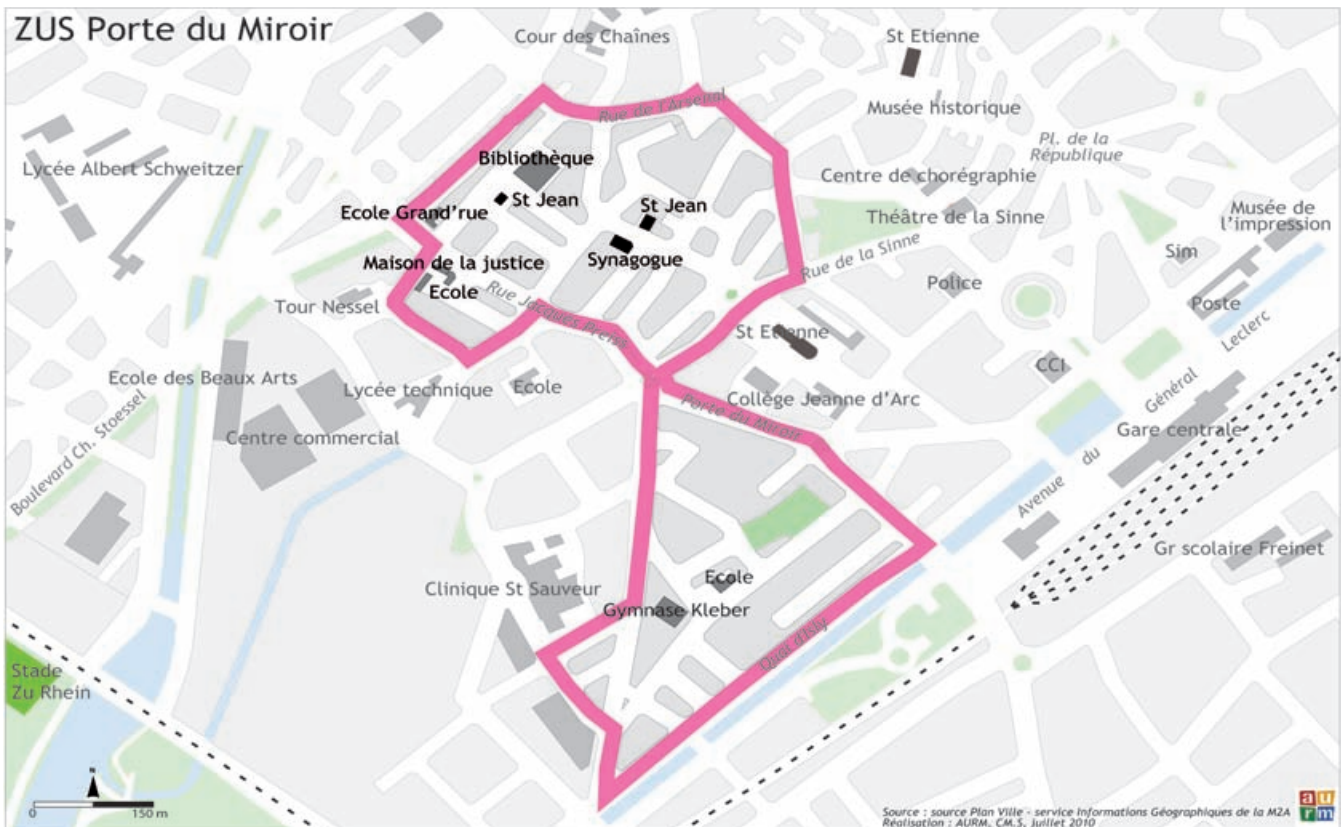 ZUS Porte du Miroir
Cour des Chaînes
St Etienne
Rue de l'Arsenal
Musée historique
Pl. de la
République
Lycée Albert Schweitzer
Bibliothèque
St Jean
Ecole Grand'rue
St Jean
Centre de chorégraphie
Théâtre de la Sinne
Musée de
l'impression
Synagogue
Rue de la Sinne
Sim
Maison de la justice
Ecole
Rue Jacques Preiss
Police
Tour Nessel
Poste
St Etienne
Leclerc
Ecole des Beaux Arts
Lycée technique
Ecole
CCI
Collège Jeanne d'Arc
Général
Porte du Miroir
Boulevard Ch. Stoessel
Centre commercial
Gare centrale
du
Avenue
Gr scolaire Freinet
Clinique St Sauveur
Ecole
Gymnase Kleber
Quai d'Isly
Stade
Zu Rhein
N
0
150 m
Source : source Plan Ville - service Informations Géographiques de la M2A
Réalisation : AURM, CM.S, Juillet 2010
au
rm